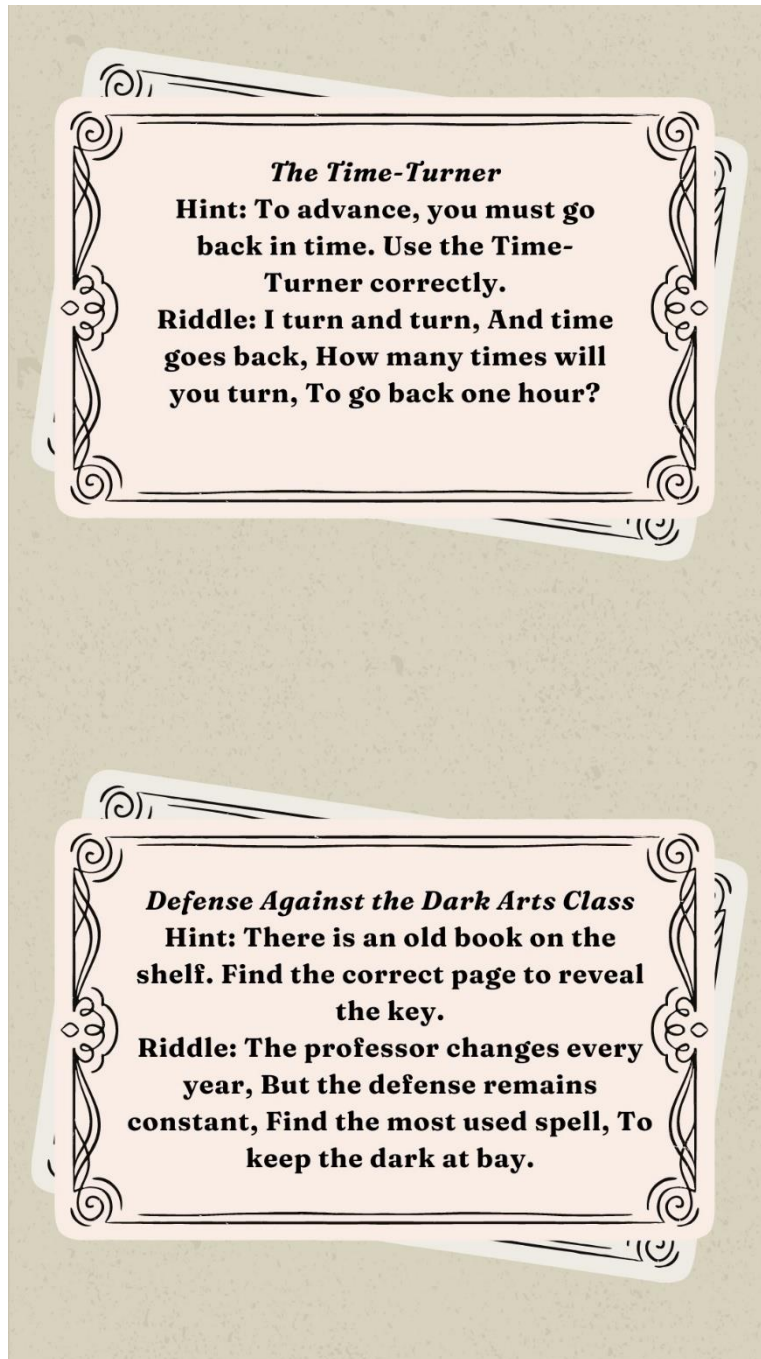 The Time-Turner
Hint: To advance, you must go
back in time. Use the Time-
Turner correctly.
Riddle: I turn and turn, And time
goes back, How many times will
you turn, To go back one hour?
Defense Against the Dark Arts Class
Hint: There is an old book on the
shelf. Find the correct page to reveal
the key.
Riddle: The professor changes every
year, But the defense remains
constant, Find the most used spell, To
keep the dark at bay.